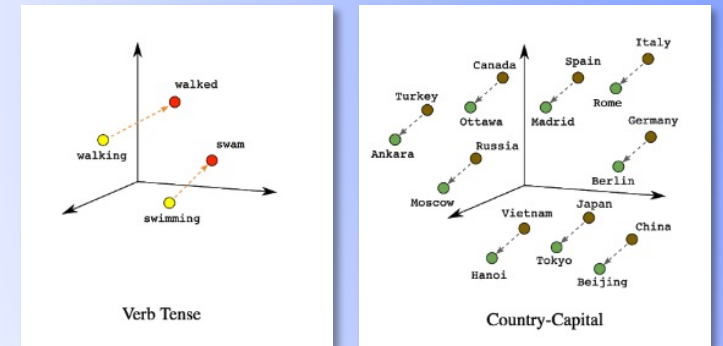 walked
walking
swam
swimming
Verb Tense
Italy
Canada
Spain
Turkey
Rome
Ottawa
Madrid
Germany
Ankara
Russia
Berlin
Moscow
Japan
Vietnam
China
Tokyo
Hanoi
Beijing
Country-Capital